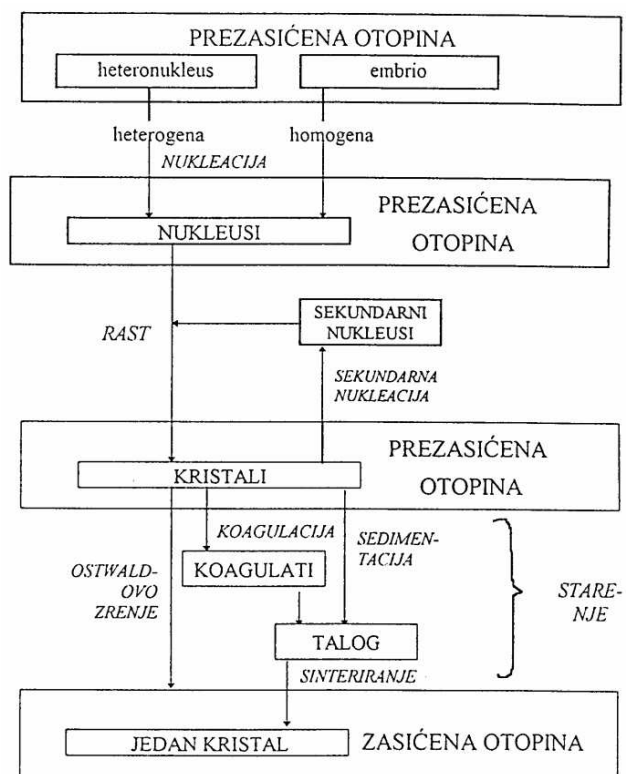 PREZASIĆENA OTOPINA
heteronukleus
embrio
heterogena
homogena
NUKLEACIJA
PREZASIĆENA
OTOPINA
NUKLEUSI
SEKUNDARNI
NUKLEUSI
RAST
SEKUNDARNA
NUKLEACIJA
PREZASIĆENA
OTOPINA
KRISTALI
KOAGULACIJA
SEDIMEN-
TACIJA
KOAGULATI
OSTWALD-
OVO
ZRENJE
STARE-
NJE
TALOG
SINTERIRANJE
JEDAN KRISTAL
ZASIĆENA OTOPINA